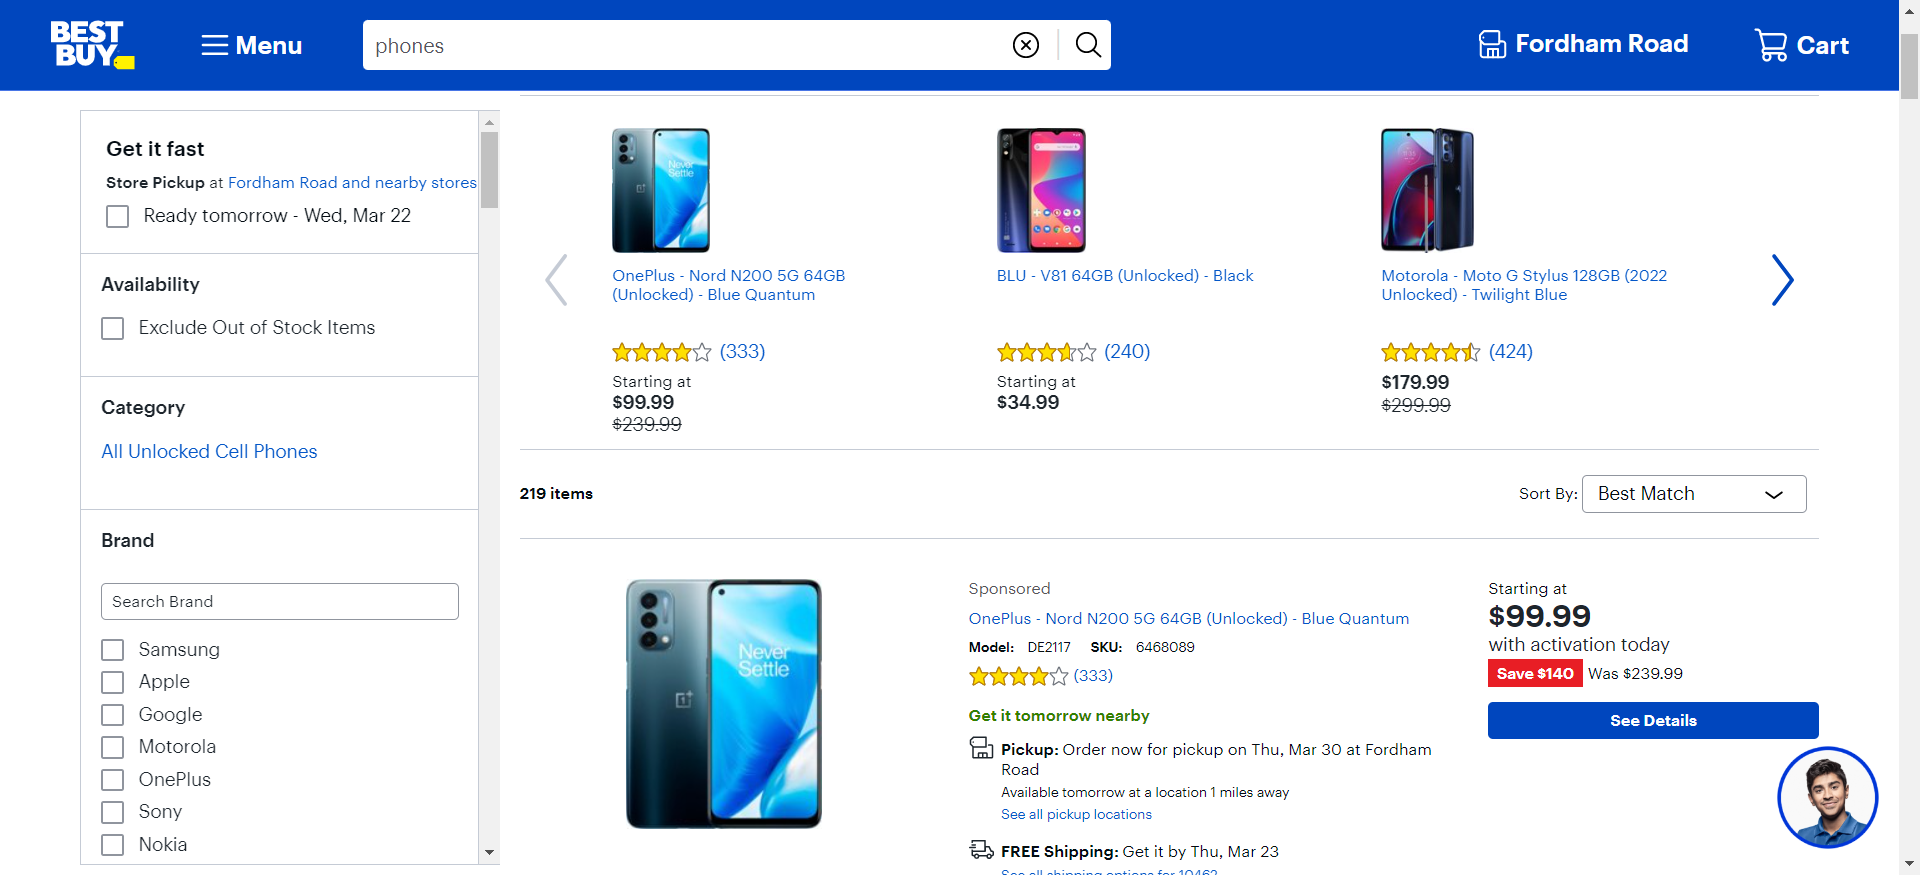 BEST
BUY
Menu
phones
Fordham Road
Cart
Get it fast
Store Pickup at Fordham Road and nearby stores
Ready tomorrow - Wed, Mar 22
Availability
Exclude Out of Stock Items
Category
All Unlocked Cell Phones
Brand
Search Brand
Samsung
Apple
Google
Motorola
OnePlus
Sony
Nokia
Never
Settle
OnePlus - Nord N200 5G 64GB
(Unlocked) - Blue Quantum
(333)
Starting at
$99.99
$239.99
BLU - V81 64GB (Unlocked) - Black
(240)
Starting at
$34.99
Motorola - Moto G Stylus 128GB (2022
Unlocked) - Twilight Blue
(424)
$179.99
$299.99
219 items
Sort By: Best Match
Never
Settle
Sponsored
OnePlus - Nord N200 5G 64GB (Unlocked) - Blue Quantum
Model: DE2117 SKU: 6468089
(333)
Get it tomorrow nearby
Pickup: Order now for pickup on Thu, Mar 30 at Fordham
Road
Available tomorrow at a location 1 miles away
See all pickup locations
FREE Shipping: Get it by Thu, Mar 23
See all shipping options for 10462
Starting at
$99.99
with activation today
Save $140 Was $239.99
See Details